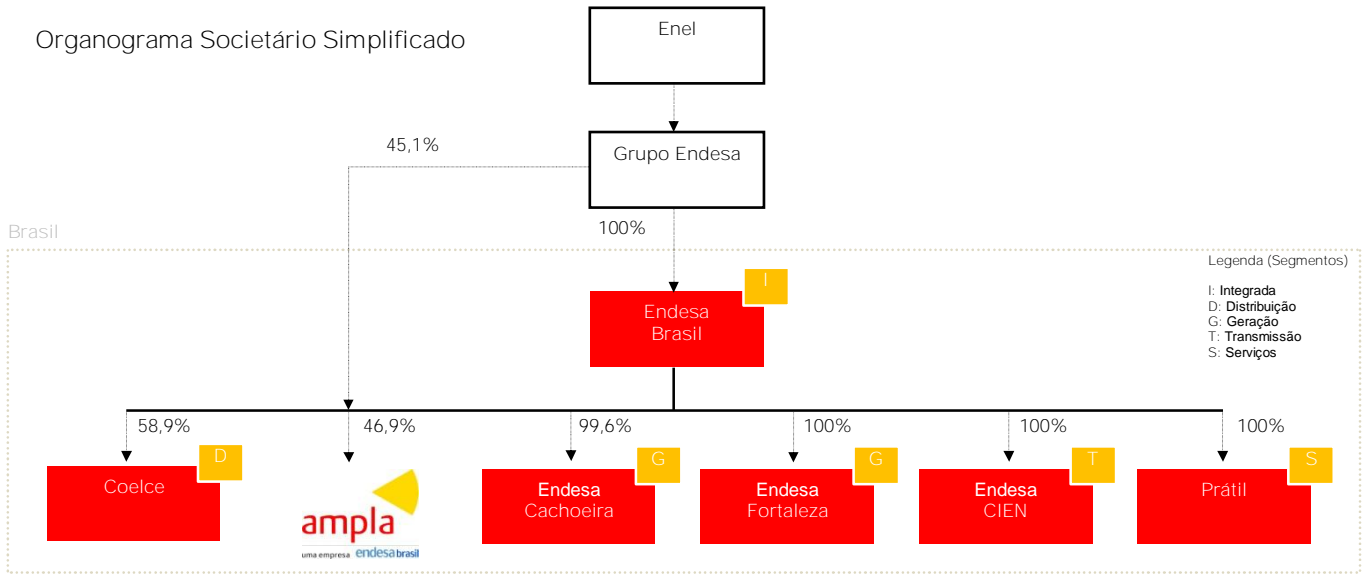 Organograma Societário Simplificado
Enel
45,1%
Grupo Endesa
100%
Brasil
Legenda (Segmentos)
I: Integrada
D: Distribuição
G: Geração
T: Transmissão
S: Serviços
I
Endesa
Brasil
58,9%
46,9%
99,6%
100%
100%
100%
D
Coelce
ampla
uma empresa endesabrasil
G
Endesa
Cachoeira
G
Endesa
Fortaleza
T
Endesa
CIEN
S
Prátil